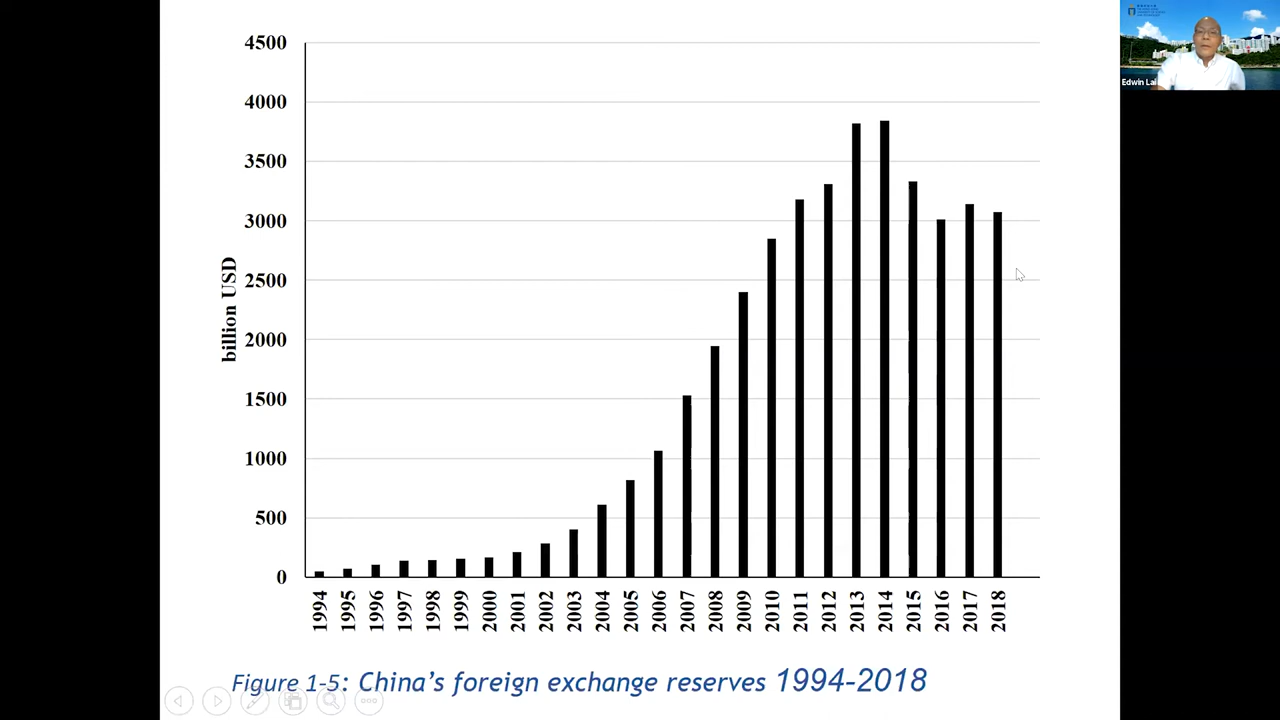 4500
4000
3500
3000
2500
2000
1500
1000
500
0
billion USD
1994 1995 1996 1997 1998 1999 2000 2001 2002 2003 2004 2005 2006 2007 2008 2009 2010 2011 2012 2013 2014 2015 2016 2017 2018
Figure 1-5: China’s foreign exchange reserves 1994-2018
Edwin Lai